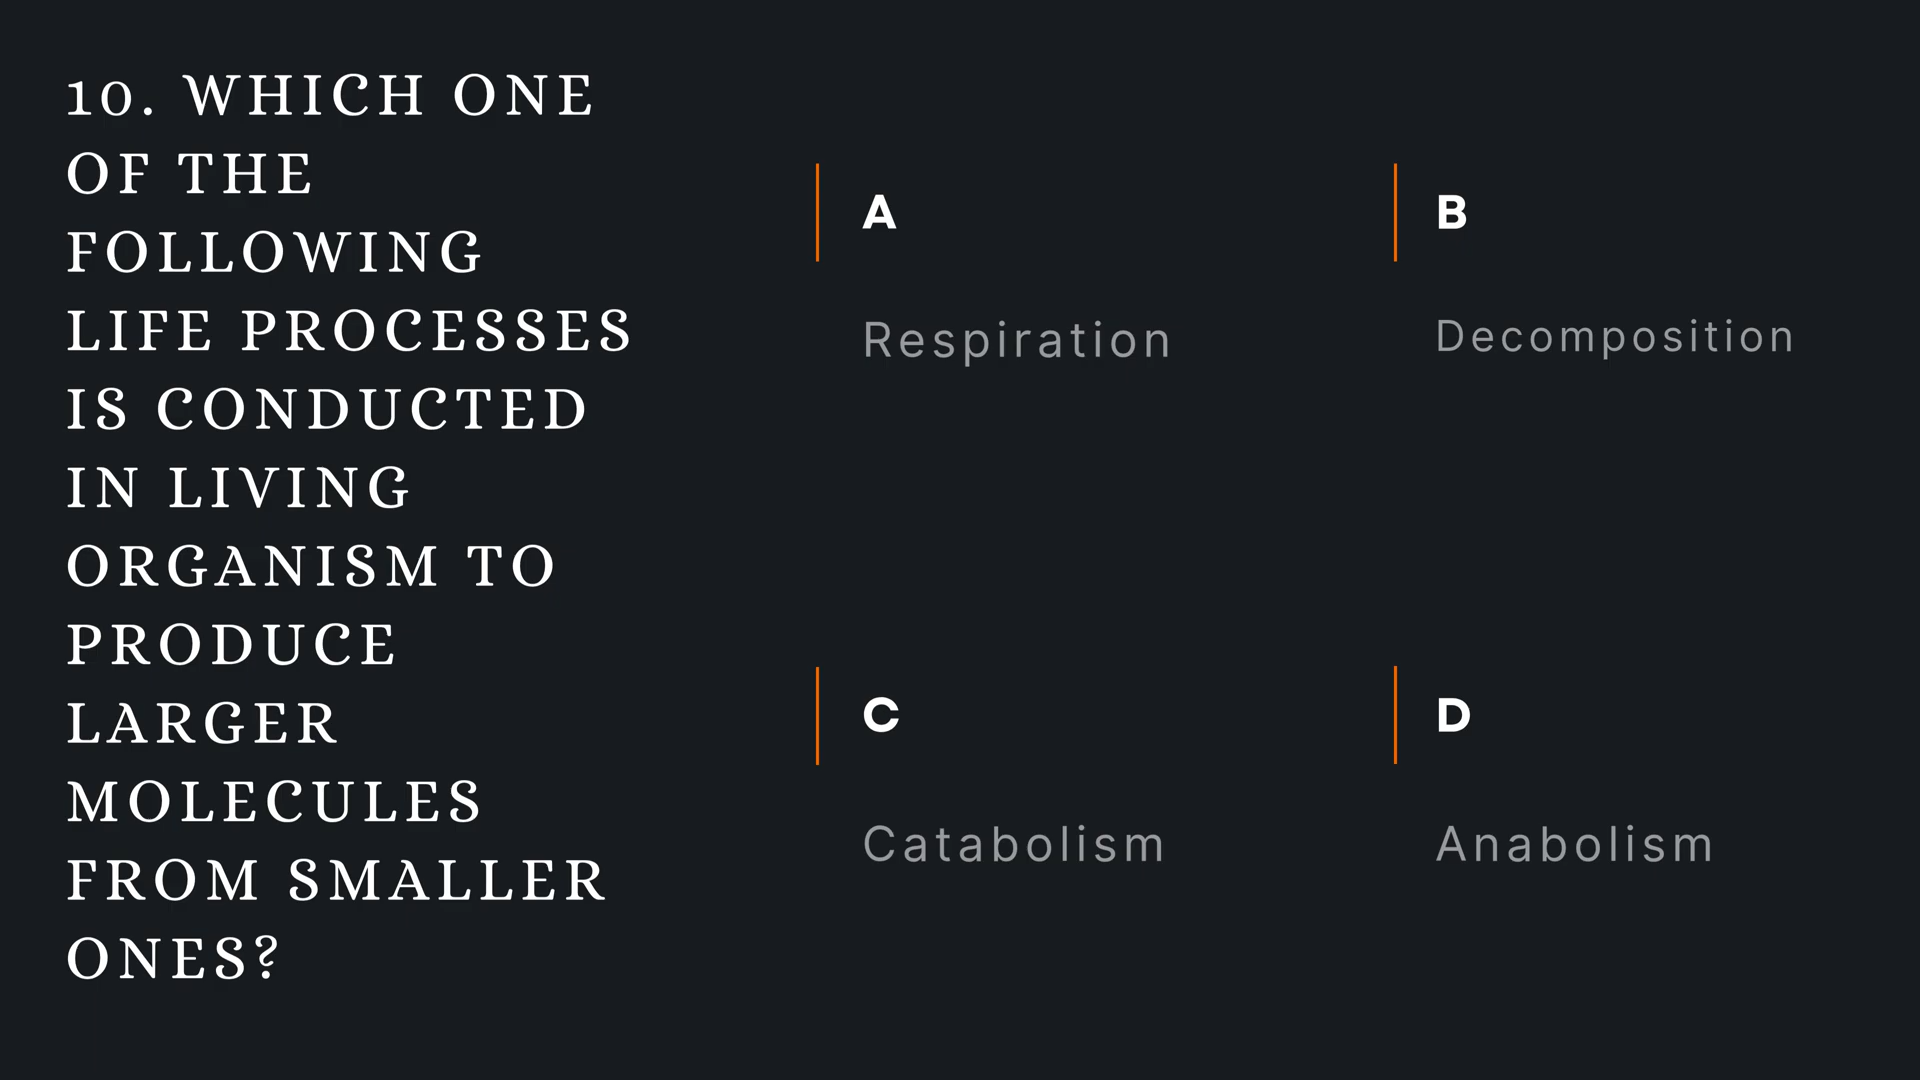 10. WHICH ONE
OF THE
FOLLOWING
LIFE PROCESSES
IS CONDUCTED
IN LIVING
ORGANISM TO
PRODUCE
LARGER
MOLECULES
FROM SMALLER
ONES?
A
Respiration
B
Decomposition
C
Catabolism
D
Anabolism